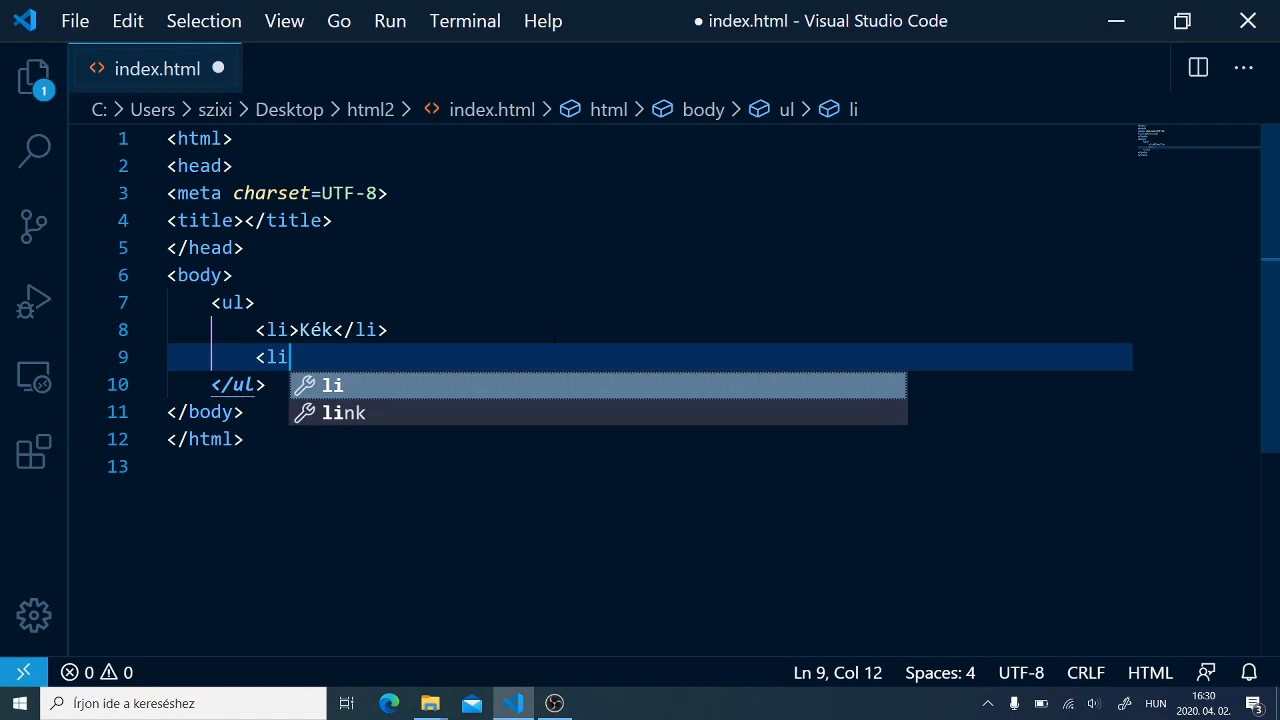 File Edit Selection View Go Run Terminal Help ● index.html - Visual Studio Code
index.html
1
C: Users szixi Desktop html2 index.html html body ul li
1 <html>
2 <head>
3 <meta charset=UTF-8>
4 <title></title>
5 </head>
6 <body>
7 <ul>
8 <li>Kék</li>
9 <li
10 </ul>
li
11 </body>
link
12 </html>
13
0 0 Ln 9, Col 12 Spaces: 4 UTF-8 CRLF HTML
Írjon ide a kereséshez HUN 16:30
2020. 04. 02. 3